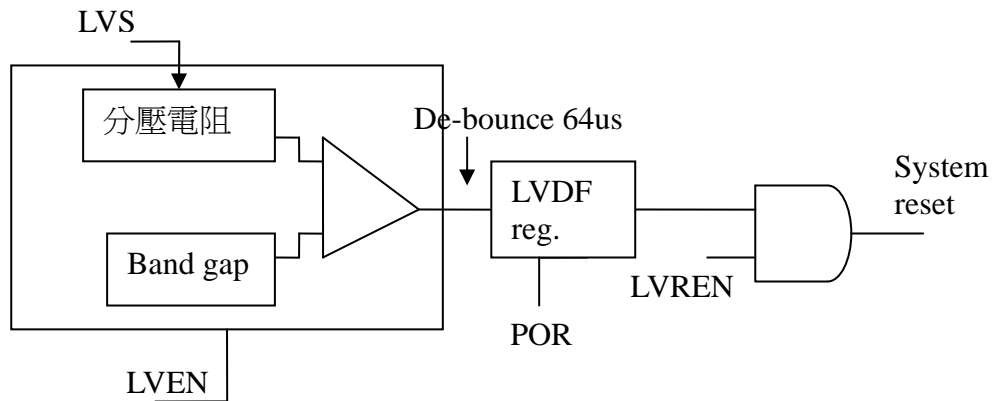 LVS
分壓電阻
De-bounce 64us
LVDF
reg.
System
reset
Band gap
LVREN
POR
LVEN